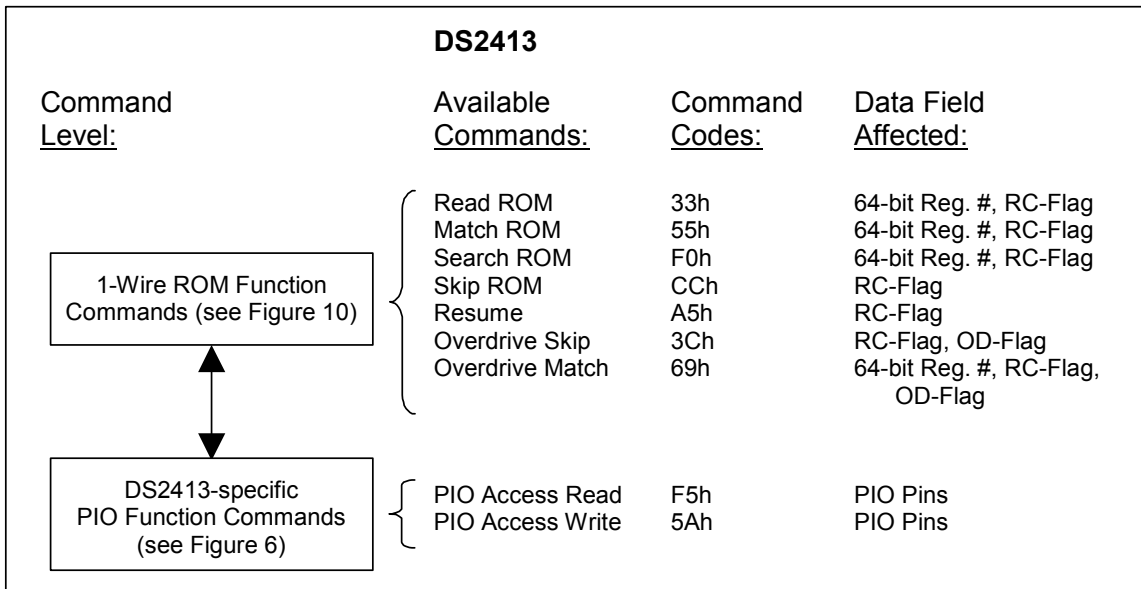 DS2413
Command Available Command Data Field
Level: Commands: Codes: Affected:
Read ROM 33h 64-bit Reg. #, RC-Flag
Match ROM 55h 64-bit Reg. #, RC-Flag
Search ROM F0h 64-bit Reg. #, RC-Flag
1-Wire ROM Function
Commands (see Figure 10)
Skip ROM CCh RC-Flag
Resume A5h RC-Flag
Overdrive Skip 3Ch RC-Flag, OD-Flag
Overdrive Match 69h 64-bit Reg. #, RC-Flag,
OD-Flag
DS2413-specific
PIO Function Commands
(see Figure 6)
PIO Access Read F5h PIO Pins
PIO Access Write 5Ah PIO Pins